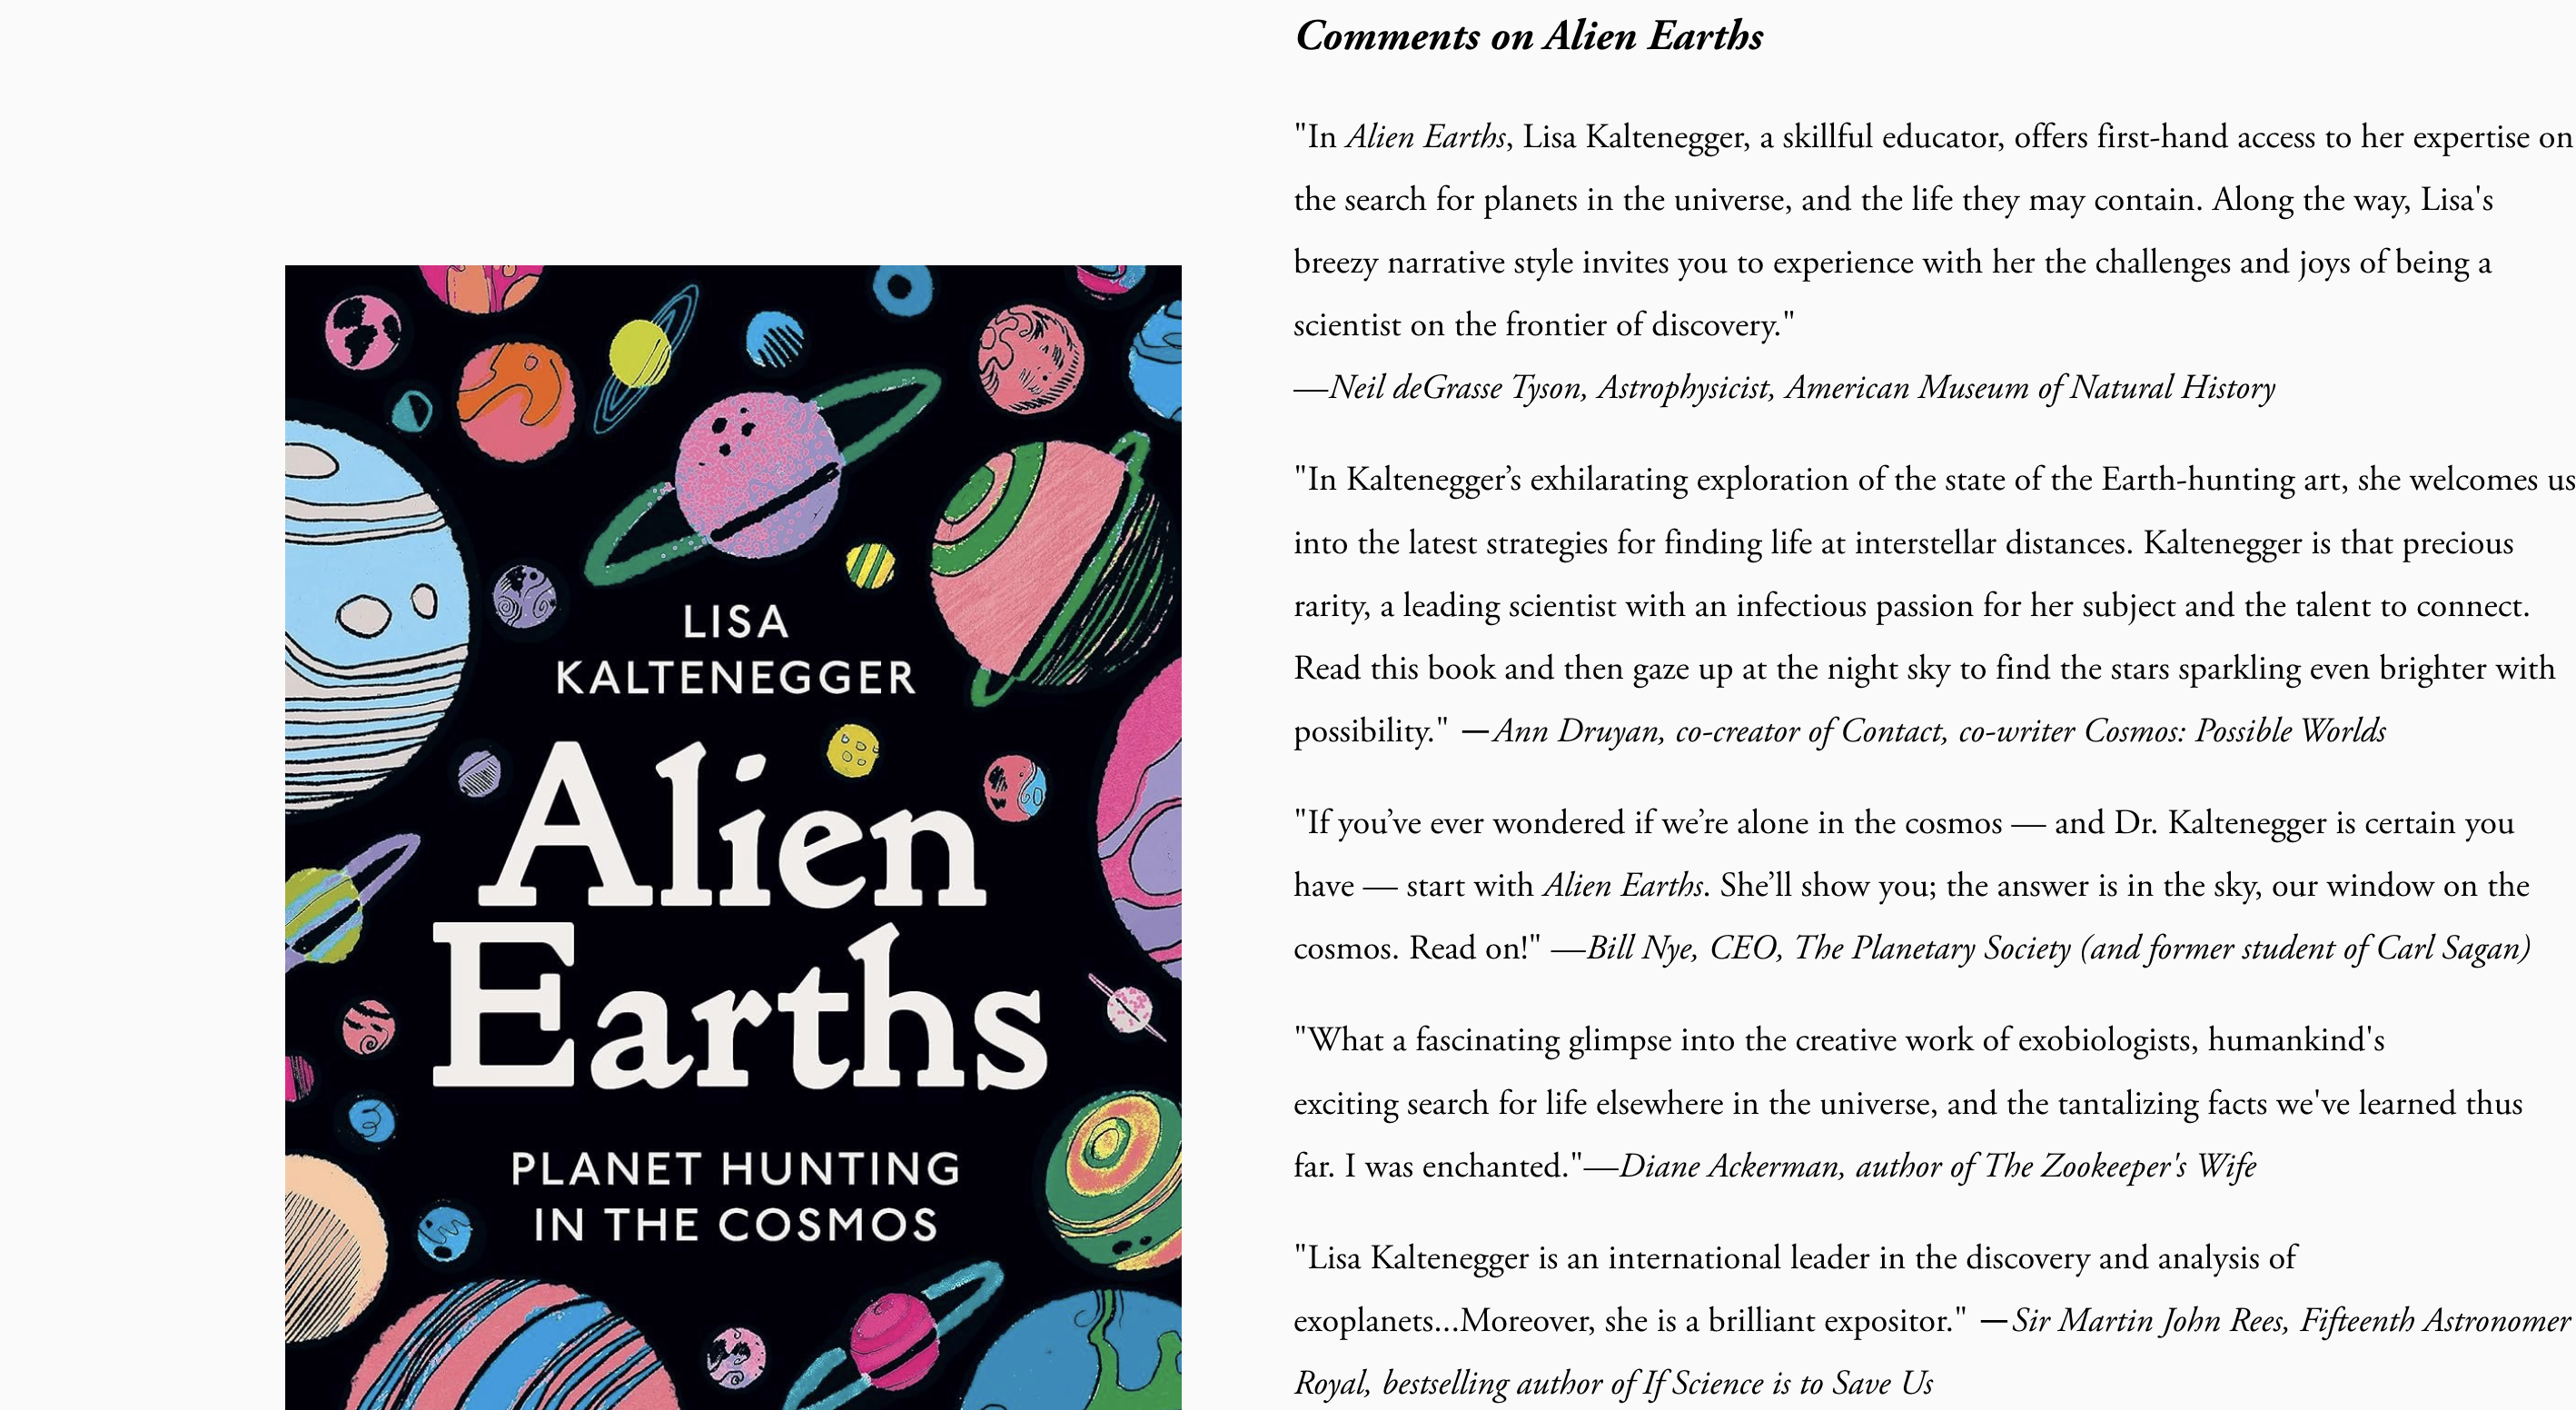 LISA
KALTENEGGER
Alien
Earths
PLANET HUNTING
IN THE COSMOS
Comments on Alien Earths
"In Alien Earths, Lisa Kaltenegger, a skillful educator, offers first-hand access to her expertise on
the search for planets in the universe, and the life they may contain. Along the way, Lisa's
breezy narrative style invites you to experience with her the challenges and joys of being a
scientist on the frontier of discovery."
—Neil deGrasse Tyson, Astrophysicist, American Museum of Natural History
"In Kaltenegger’s exhilarating exploration of the state of the Earth-hunting art, she welcomes us
into the latest strategies for finding life at interstellar distances. Kaltenegger is that precious
rarity, a leading scientist with an infectious passion for her subject and the talent to connect.
Read this book and then gaze up at the night sky to find the stars sparkling even brighter with
possibility." —Ann Druyan, co-creator of Contact, co-writer Cosmos: Possible Worlds
"If you’ve ever wondered if we’re alone in the cosmos — and Dr. Kaltenegger is certain you
have — start with Alien Earths. She’ll show you; the answer is in the sky, our window on the
cosmos. Read on!" —Bill Nye, CEO, The Planetary Society (and former student of Carl Sagan)
"What a fascinating glimpse into the creative work of exobiologists, humankind's
exciting search for life elsewhere in the universe, and the tantalizing facts we've learned thus
far. I was enchanted."—Diane Ackerman, author of The Zookeeper's Wife
"Lisa Kaltenegger is an international leader in the discovery and analysis of
exoplanets...Moreover, she is a brilliant expositor." —Sir Martin John Rees, Fifteenth Astronomer
Royal, bestselling author of If Science is to Save Us